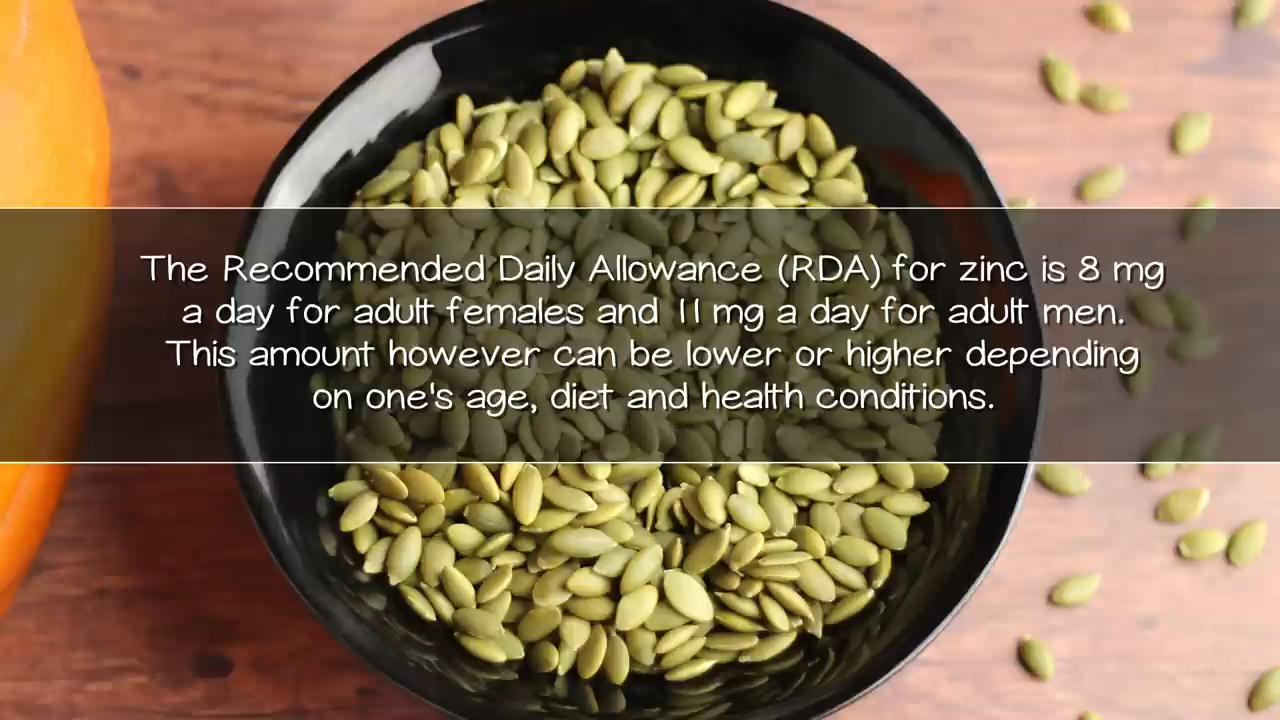 The Recommended Daily Allowance (RDA) for zinc is 8 mg
a day for adult females and 11 mg a day for adult men.
This amount however can be lower or higher depending
on one's age, diet and health conditions.